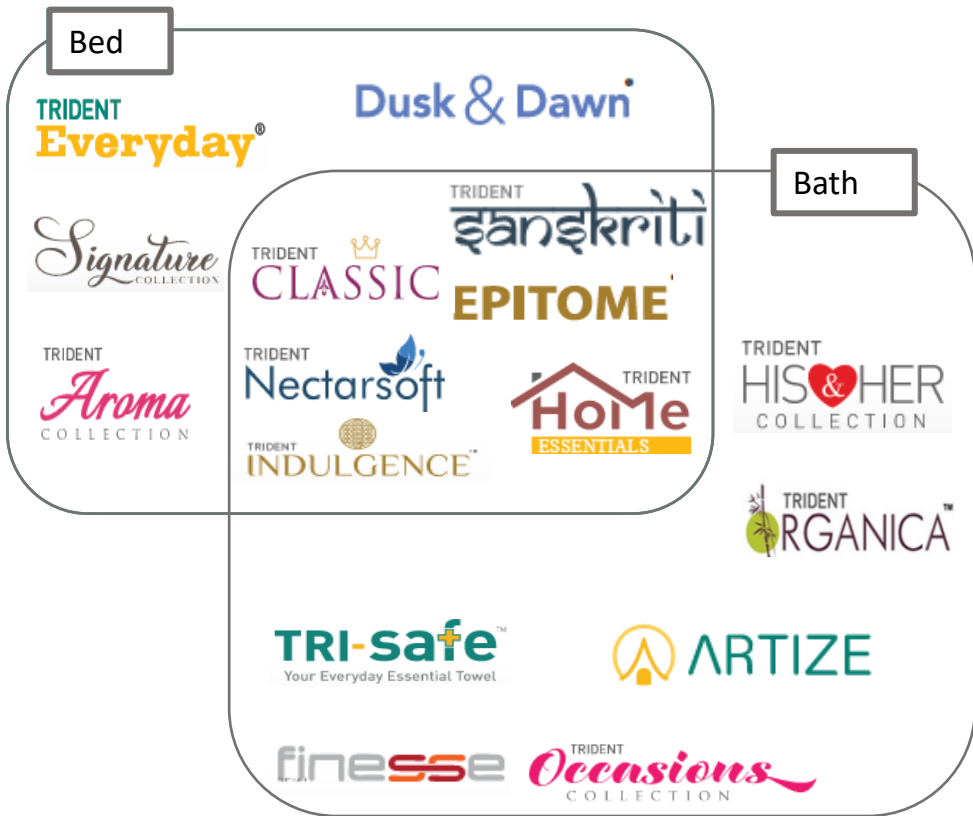 Bed
TRIDENT
Everyday®
Dusk & Dawn
Bath
TRIDENT
Sanskriti
Signature
COLLECTION
TRIDENT
CLASSIC
EPITOME
TRIDENT
Aroma
COLLECTION
TRIDENT
Nectarsoft
TRIDENT
HoMe
ESSENTIALS
TRIDENT
HIS & HER
COLLECTION
TRIDENT
INDULGENCE™
TRIDENT™
ORGANICA
TRI-safe™
Your Everyday Essential Towel
ARTIZE
finesse
TRIDENT
Occasions
COLLECTION